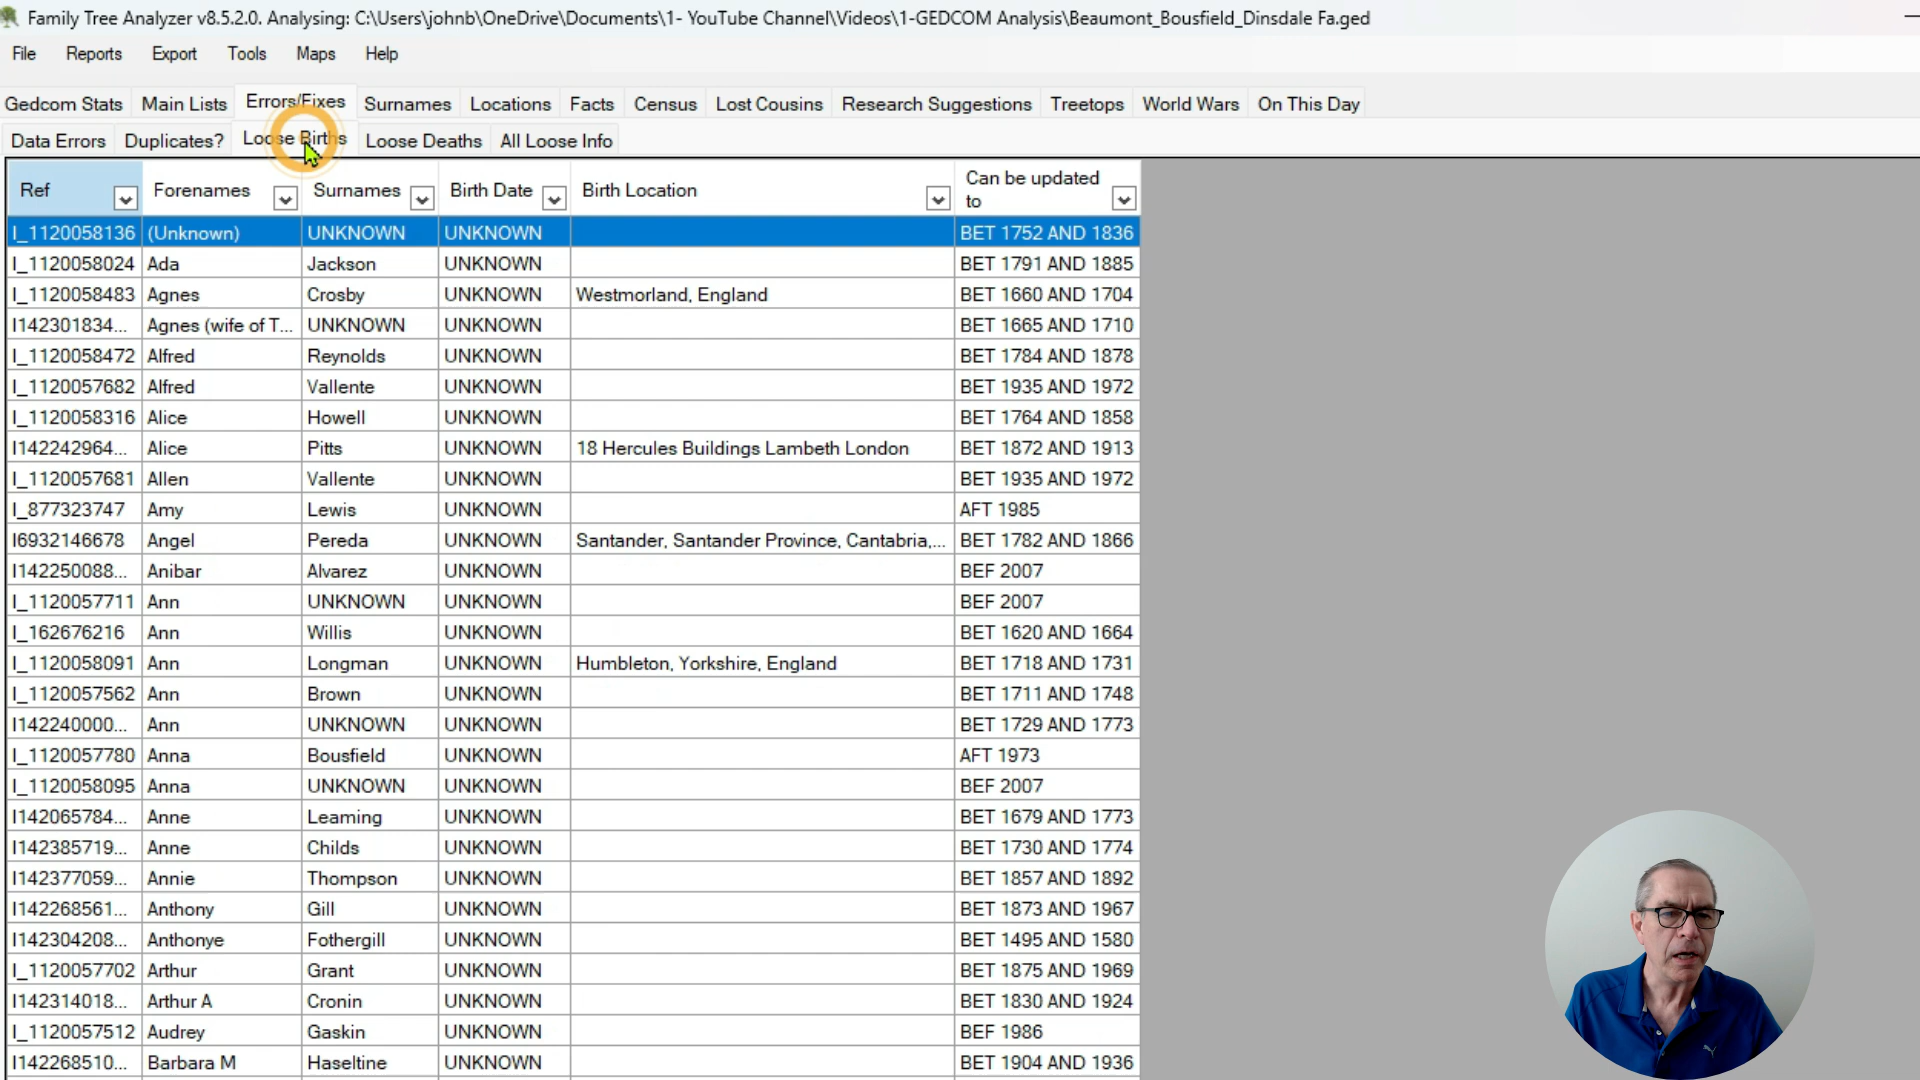 Family Tree Analyzer v8.5.2.0. Analysing: C:\Users\johnb\OneDrive\Documents\1- YouTube Channel\Videos\1-GEDCOM Analysis\Beaumont_Bousfield_Dinsdale Fa.ged
File Reports Export Tools Maps Help
Gedcom Stats Main Lists Errors/Fixes Surnames Locations Facts Census Lost Cousins Research Suggestions Treetops World Wars On This Day
Data Errors Duplicates? Loose Births Loose Deaths All Loose Info
Ref Forenames Surnames Birth Date Birth Location Can be updated to
I_1120058136 (Unknown) UNKNOWN UNKNOWN BET 1752 AND 1836
I_1120058024 Ada Jackson UNKNOWN BET 1791 AND 1885
I_1120058483 Agnes Crosby UNKNOWN Westmorland, England BET 1660 AND 1704
I142301834... Agnes (wife of T... UNKNOWN UNKNOWN BET 1665 AND 1710
I_1120058472 Alfred Reynolds UNKNOWN BET 1784 AND 1878
I_1120057682 Alfred Vallente UNKNOWN BET 1935 AND 1972
I_1120058316 Alice Howell UNKNOWN BET 1764 AND 1858
I142242964... Alice Pitts UNKNOWN 18 Hercules Buildings Lambeth London BET 1872 AND 1913
I_1120057681 Allen Vallente UNKNOWN BET 1935 AND 1972
I_877323747 Amy Lewis UNKNOWN AFT 1985
I6932146678 Angel Pereda UNKNOWN Santander, Santander Province, Cantabria,... BET 1782 AND 1866
I142250088... Anibar Alvarez UNKNOWN BEF 2007
I_1120057711 Ann UNKNOWN UNKNOWN BEF 2007
I_162676216 Ann Willis UNKNOWN BET 1620 AND 1664
I_1120058091 Ann Longman UNKNOWN Humbleton, Yorkshire, England BET 1718 AND 1731
I_1120057562 Ann Brown UNKNOWN BET 1711 AND 1748
I142240000... Ann UNKNOWN UNKNOWN BET 1729 AND 1773
I_1120057780 Anna Bousfield UNKNOWN AFT 1973
I_1120058095 Anna UNKNOWN UNKNOWN BEF 2007
I142065784... Anne Leaming UNKNOWN BET 1679 AND 1773
I142385719... Anne Childs UNKNOWN BET 1730 AND 1774
I142377059... Annie Thompson UNKNOWN BET 1857 AND 1892
I142268561... Anthony Gill UNKNOWN BET 1873 AND 1967
I142304208... Anthonye Fothergill UNKNOWN BET 1495 AND 1580
I_1120057702 Arthur Grant UNKNOWN BET 1875 AND 1969
I142314018... Arthur A Cronin UNKNOWN BET 1830 AND 1924
I_1120057512 Audrey Gaskin UNKNOWN BEF 1986
I142268510... Barbara M Haseltine UNKNOWN BET 1904 AND 1936